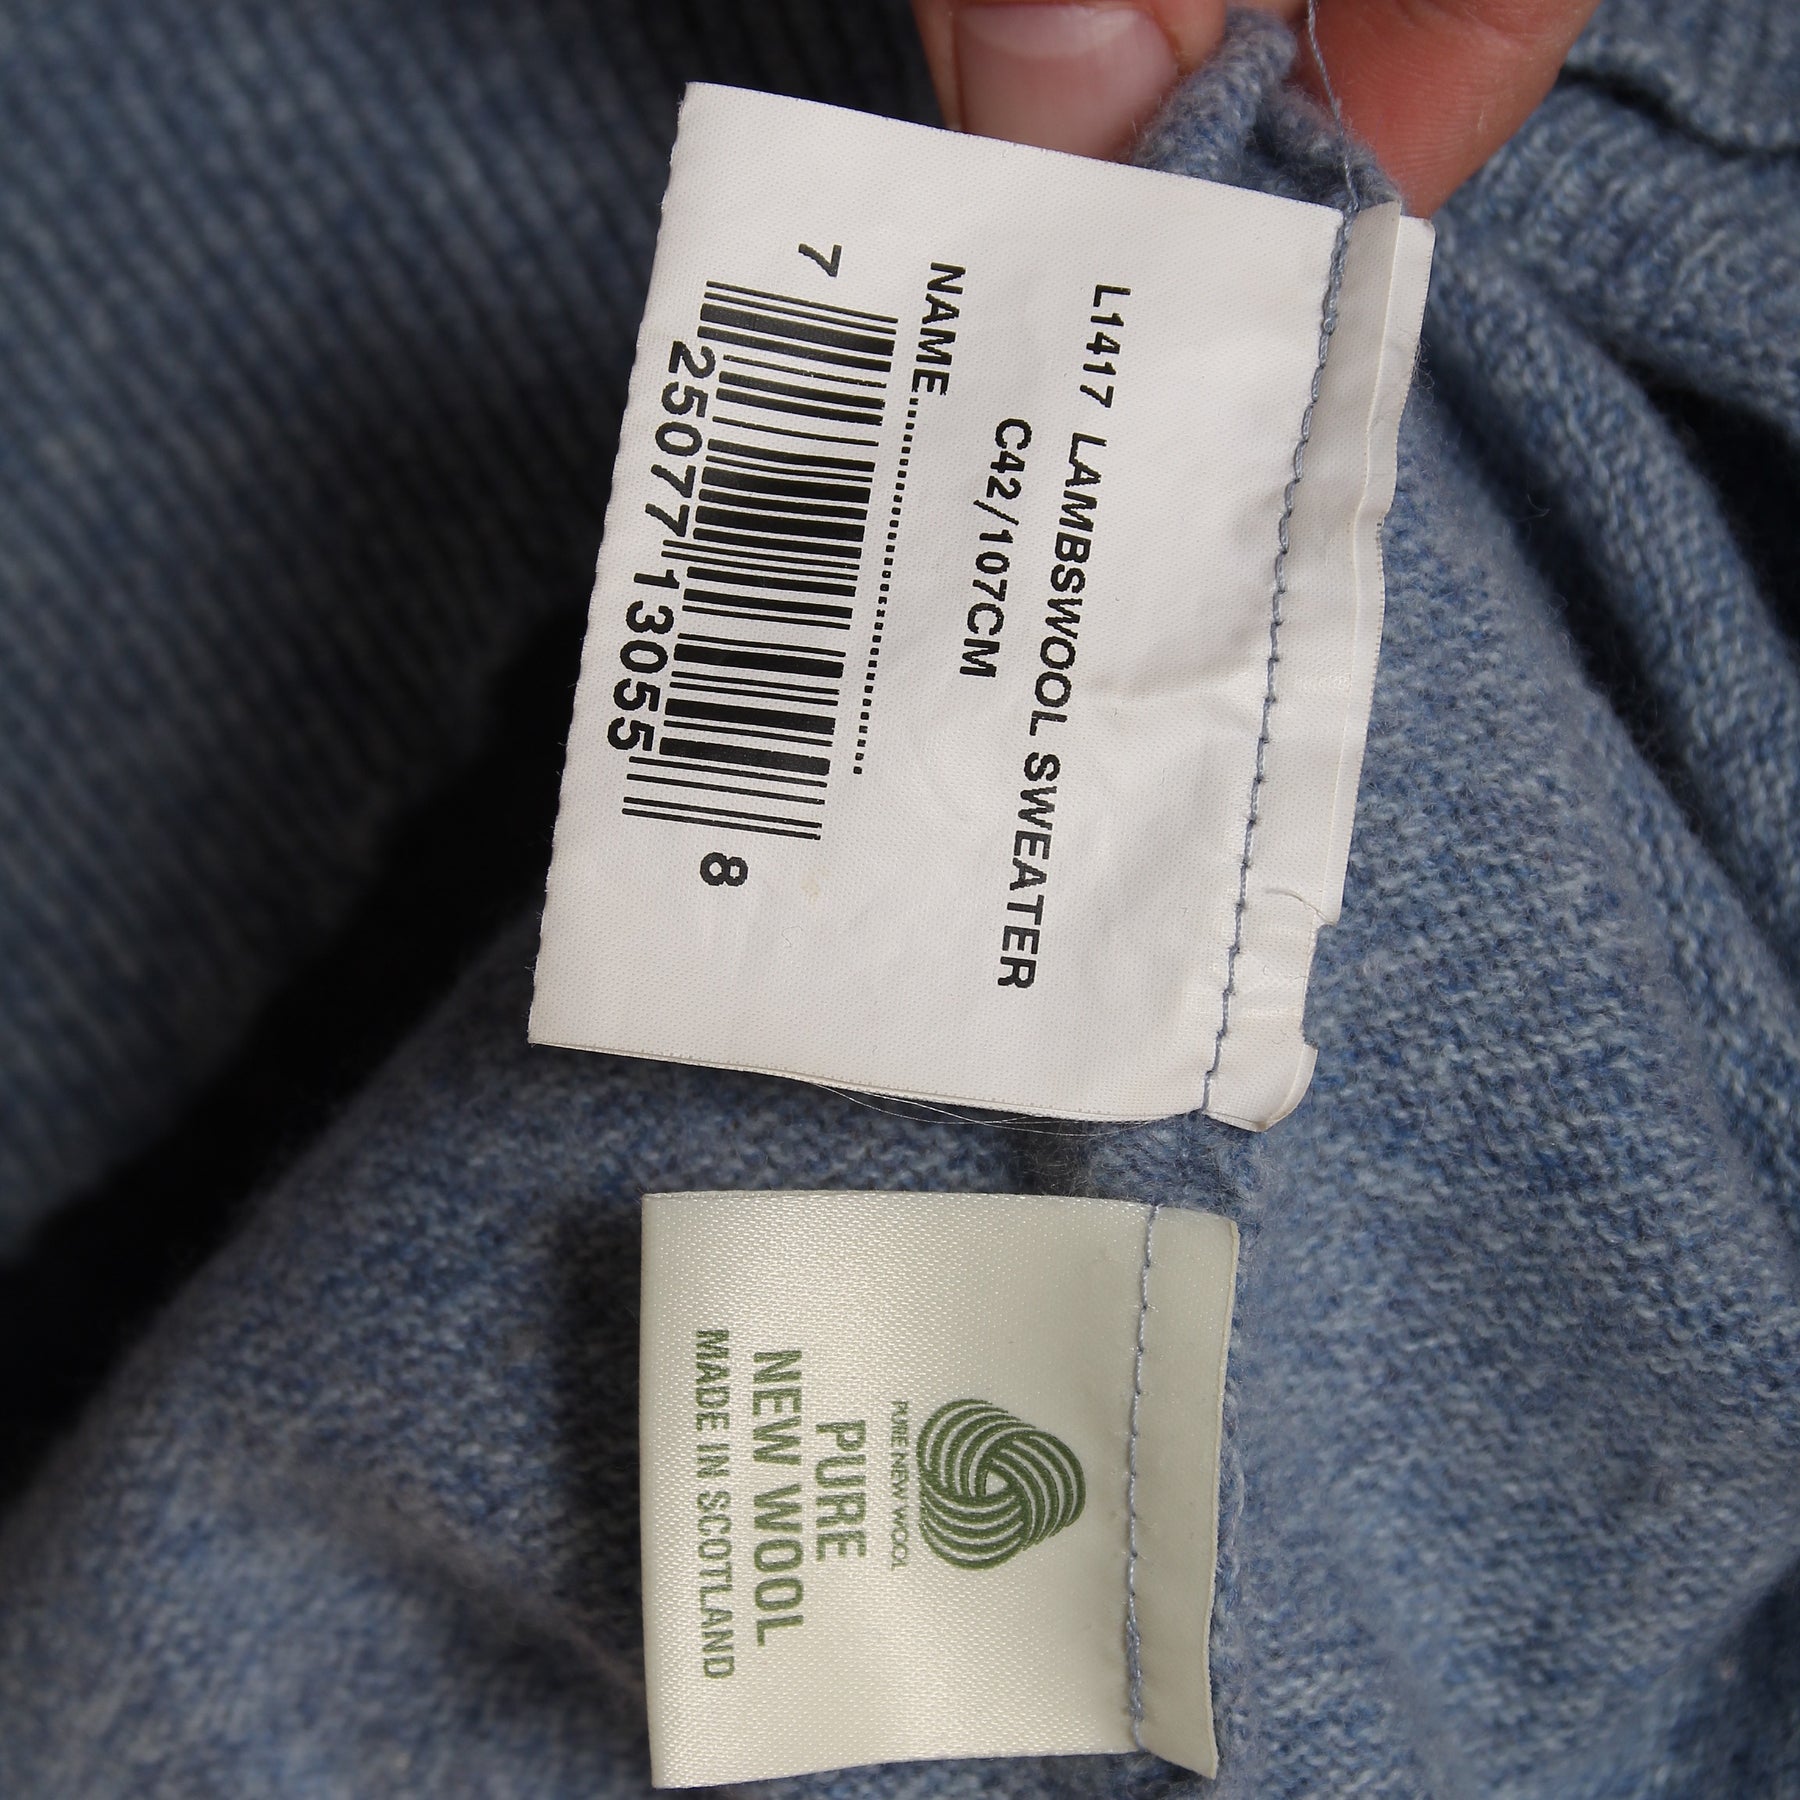 L1417 LAMBSWOOL SWEATER
C42/107CM
NAME
7 25077 13055 8
PURE NEW WOOL
PURE
NEW WOOL
MADE IN SCOTLAND